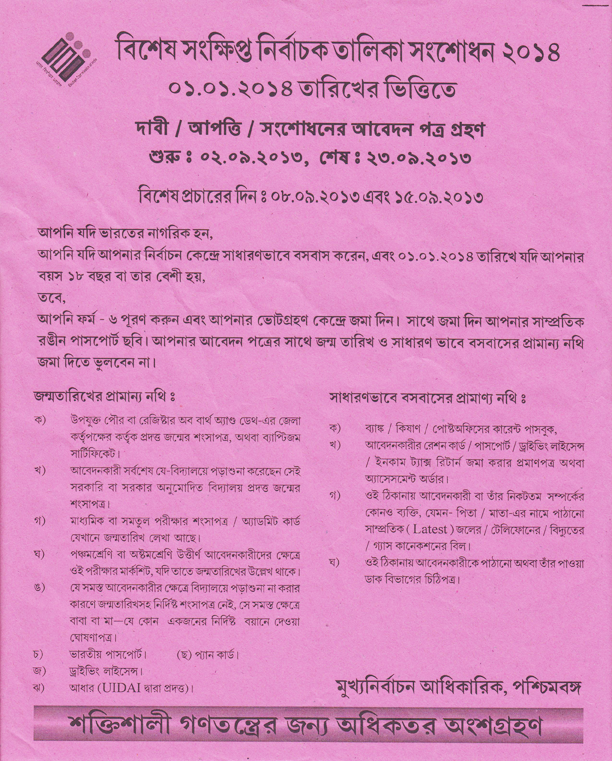 বিশেষ সংক্ষিপ্ত নির্বাচক তালিকা সংশোধন ২০১৪
০১.০১.২০১৪ তারিখের ভিত্তিতে
দাবী / আপত্তি / সংশোধনের আবেদন পত্র গ্রহণ
শুরু ঃ ০২.০৯.২০১৩, শেষ ঃ ২৩.০৯.২০১৩
বিশেষ প্রচারের দিন ঃ ০৮.০৯.২০১৩ এবং ১৫.০৯.২০১৩
আপনি যদি ভারতের নাগরিক হন,
আপনি যদি আপনার নির্বাচন কেন্দ্রে সাধারণভাবে বসবাস করেন, এবং ০১.০১.২০১৪ তারিখে যদি আপনার
বয়স ১৮ বছর বা তার বেশী হয়,
তবে,
আপনি ফর্ম - ৬ পূরণ করুন এবং আপনার ভোটগ্রহণ কেন্দ্রে জমা দিন। সাথে জমা দিন আপনার সাম্প্রতিক
রঙীন পাসপোর্ট ছবি। আপনার আবেদন পত্রের সাথে জন্ম তারিখ ও সাধারণ ভাবে বসবাসের প্রামান্য নথি
জমা দিতে ভুলবেন না।
জন্মতারিখের প্রামান্য নথি ঃ
ক) উপযুক্ত পৌর বা রেজিস্টার অব বার্থ অ্যাণ্ড ডেথ-এর জেলা
কর্তৃপক্ষের কর্তৃক প্রদত্ত জন্মের শংসাপত্র, অথবা ব্যাপ্টিজম
সার্টিফিকেট।
খ) আবেদনকারী সর্বশেষ যে-বিদ্যালয়ে পড়াশুনা করেছেন সেই
সরকারি বা সরকার অনুমোদিত বিদ্যালয় প্রদত্ত জন্মের
শংসাপত্র।
গ) মাধ্যমিক বা সমতুল পরীক্ষার শংসাপত্র / অ্যাডমিট কার্ড
যেখানে জন্মতারিখ লেখা আছে।
ঘ) পঞ্চমশ্রেণি বা অষ্টমশ্রেণি উত্তীর্ণ আবেদনকারীদের ক্ষেত্রে
ওই পরীক্ষার মার্কশিট, যদি তাতে জন্মতারিখের উল্লেখ থাকে।
ঙ) যে সমস্ত আবেদনকারীর ক্ষেত্রে বিদ্যালয়ে পড়াশুনা না করার
কারণে জন্মতারিখসহ নির্দিষ্ট শংসাপত্র নেই, সে সমস্ত ক্ষেত্রে
বাবা বা মা—যে কোন একজনের নির্দিষ্ট বয়ানে দেওয়া
ঘোষণাপত্র।
চ) ভারতীয় পাসপোর্ট। (ছ) প্যান কার্ড।
জ) ড্রাইভিং লাইসেন্স।
ঝ) আধার (UIDAI দ্বারা প্রদত্ত)।
সাধারণভাবে বসবাসের প্রামাণ্য নথি ঃ
ক) ব্যাঙ্ক / কিষাণ / পোষ্টঅফিসের কারেন্ট পাসবুক,
খ) আবেদনকারীর রেশন কার্ড / পাসপোর্ট / ড্রাইভিং লাইসেন্স
/ ইনকাম ট্যাক্স রিটার্ন জমা করার প্রমাণপত্র অথবা
অ্যাসেসমেন্ট অর্ডার।
গ) ওই ঠিকানায় আবেদনকারী বা তাঁর নিকটতম সম্পর্কের
কোনও ব্যক্তি, যেমন- পিতা / মাতা-এর নামে পাঠানো
সাম্প্রতিক ( Latest ) জলের / টেলিফোনের / বিদ্যুতের
/ গ্যাস কানেকশনের বিল।
ঘ) ওই ঠিকানায় আবেদনকারীকে পাঠানো অথবা তাঁর পাওয়া
ডাক বিভাগের চিঠিপত্র।
মুখ্যনির্বাচন আধিকারিক, পশ্চিমবঙ্গ
শক্তিশালী গণতন্ত্রের জন্য অধিকতর অংশগ্রহণ